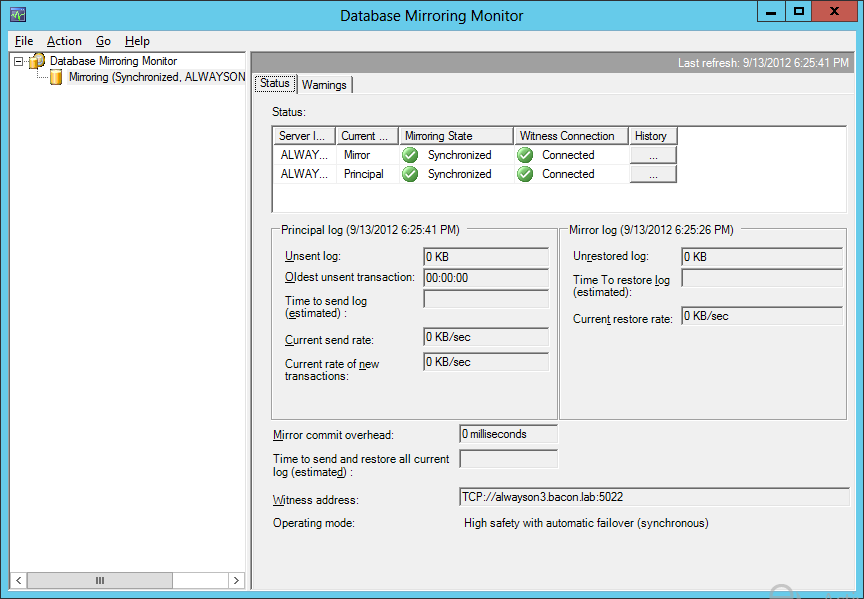 Database Mirroring Monitor
File Action Go Help
Database Mirroring Monitor
Mirroring (Synchronized, ALWAYSON
Last refresh: 9/13/2012 6:25:41 PM
Status Warnings
Status:
Server I... Current ... Mirroring State Witness Connection History
ALWAY... Mirror Synchronized Connected ...
ALWAY... Principal Synchronized Connected ...
Principal log (9/13/2012 6:25:41 PM)
Unsent log: 0 KB
Oldest unsent transaction: 00:00:00
Time to send log
(estimated) :
Current send rate: 0 KB/sec
Current rate of new
transactions: 0 KB/sec
Mirror log (9/13/2012 6:25:26 PM)
Unrestored log: 0 KB
Time To restore log
(estimated):
Current restore rate: 0 KB/sec
Mirror commit overhead: 0 milliseconds
Time to send and restore all current
log (estimated) :
Witness address: TCP://alwayson3.bacon.lab:5022
Operating mode: High safety with automatic failover (synchronous)